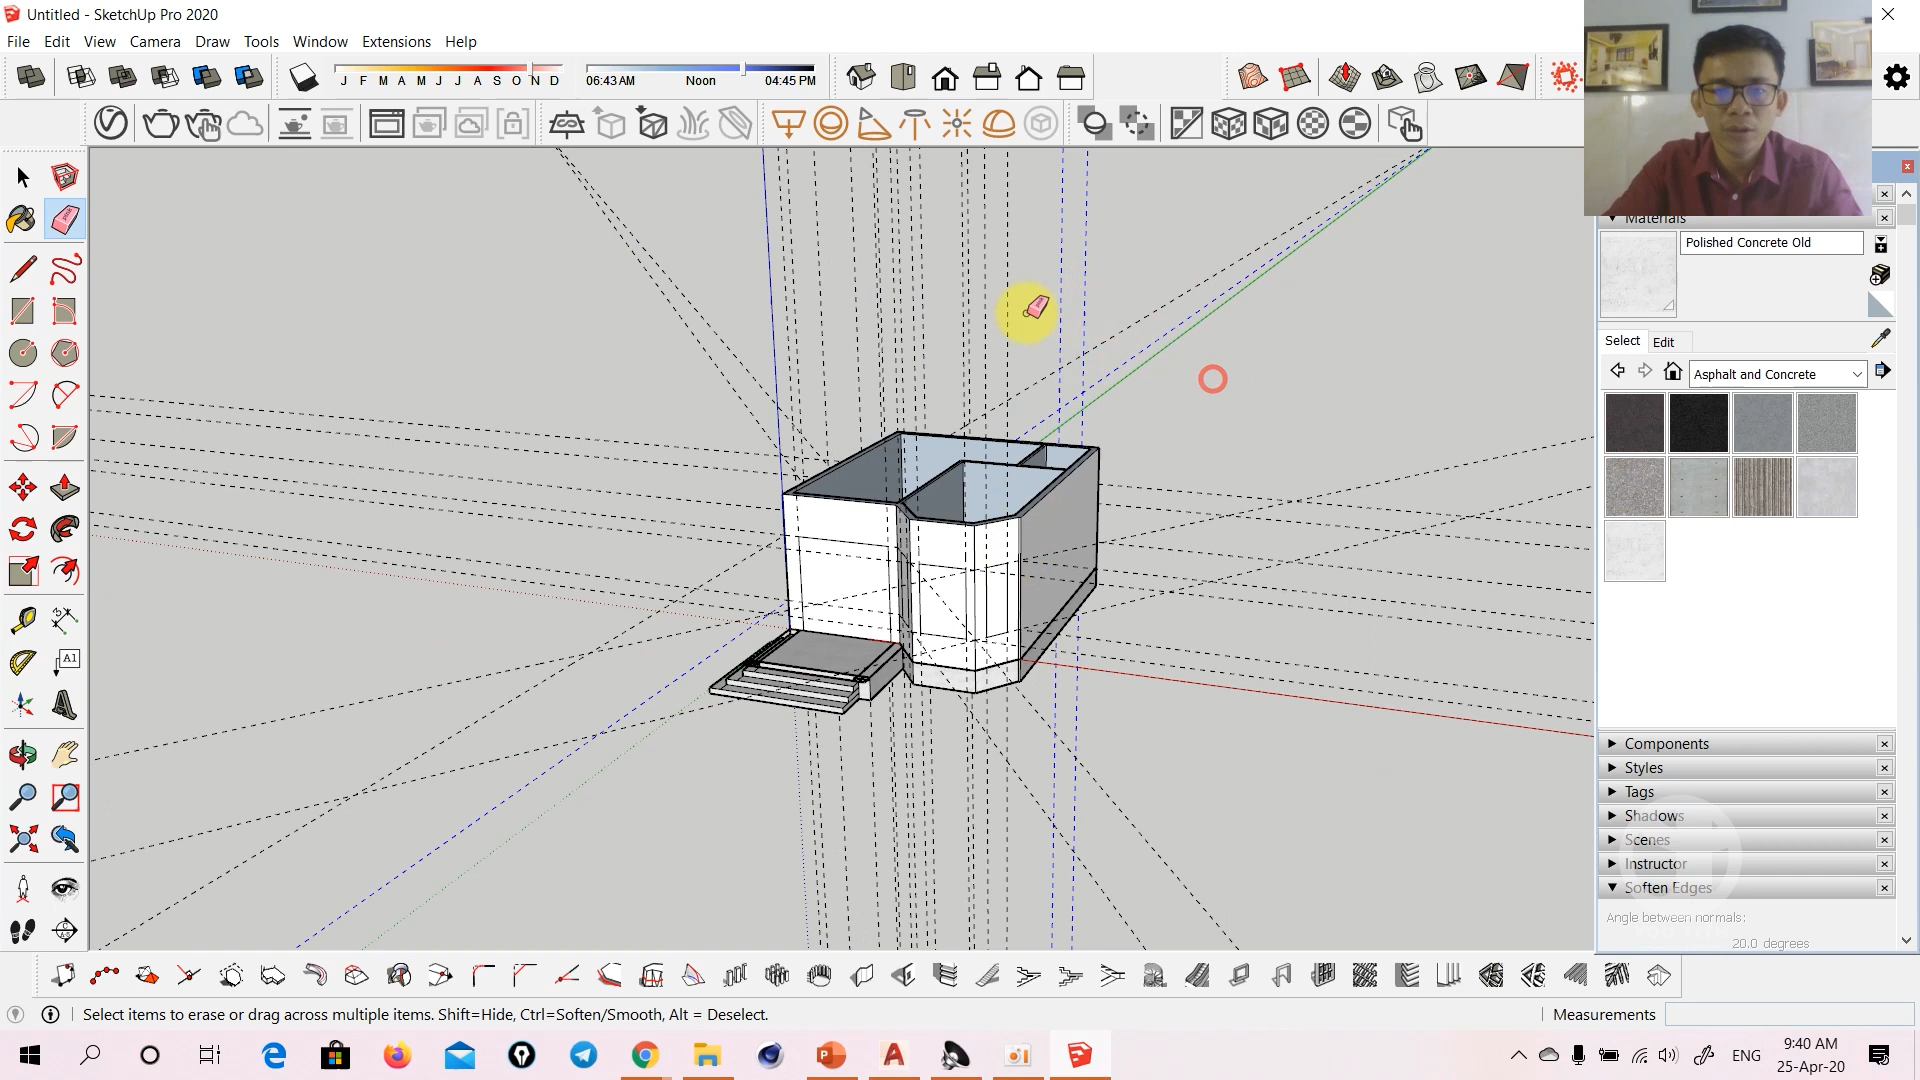 Untitled - SketchUp Pro 2020
File Edit View Camera Draw Tools Window Extensions Help
J F M A M J J A S O N D
06:43 AM Noon 04:45 PM
Materials
Polished Concrete Old
Select Edit
Asphalt and Concrete
A1
Components
Styles
Tags
Shadows
Scenes
Instructor
Soften Edges
Angle between normals:
20.0 degrees
Select items to erase or drag across multiple items. Shift=Hide, Ctrl=Soften/Smooth, Alt = Deselect.
Measurements
ENG
9:40 AM
25-Apr-20